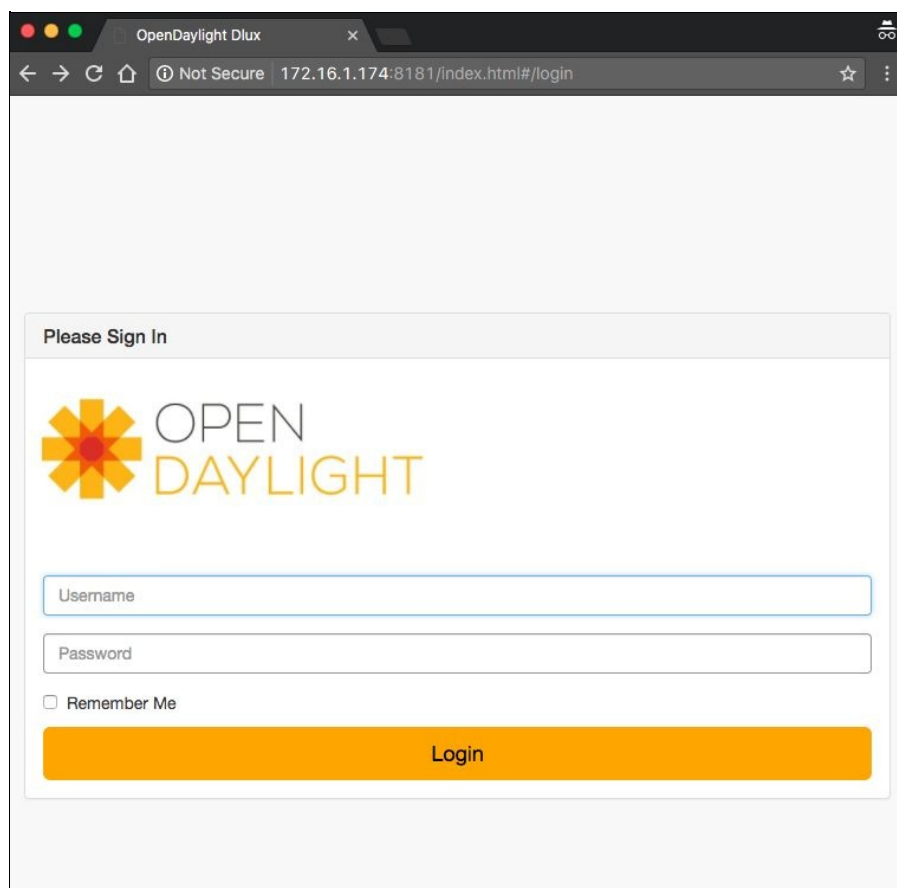 OpenDaylight Dlux
Not Secure 172.16.1.174:8181/index.html#/login
Please Sign In
OPEN
DAYLIGHT
Username
Password
Remember Me
Login